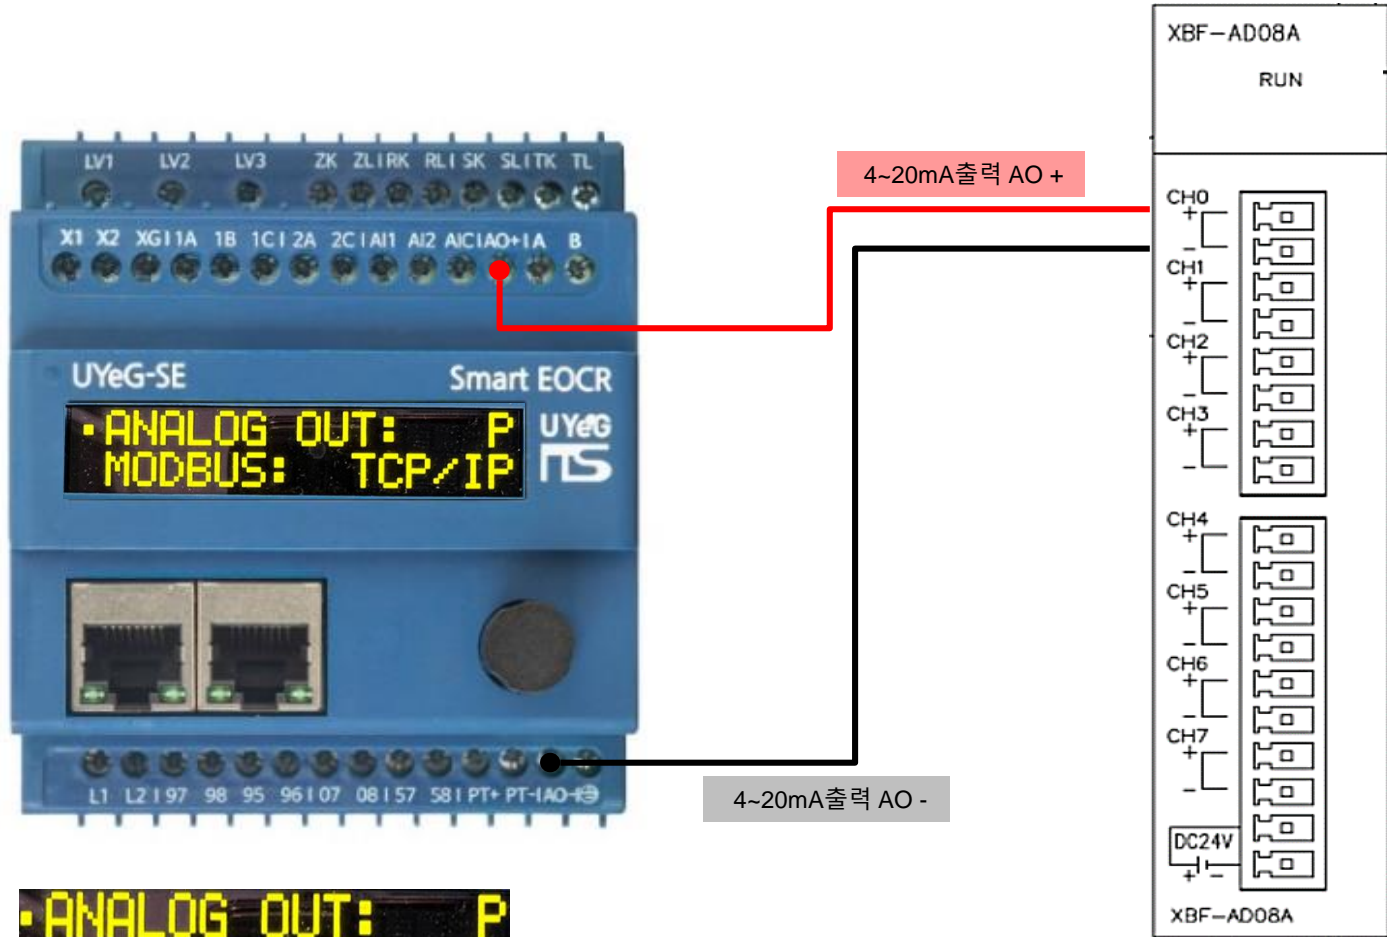 XBF-AD08A
RUN
LV1 LV2 LV3 ZK ZL RK RL SK SL TK TL
4~20mA출력 AO +
X1 X2 XG 1A 1B 1C 2A 2C AI1 AI2 AIC AO+ A B
UYeG-SE
Smart EOCR
•ANALOG OUT: P
MODBUS: TCP/IP
UYeG
ITS
CH0
+
-
CH1
+
-
CH2
+
-
CH3
+
-
CH4
+
-
CH5
+
-
CH6
+
-
CH7
+
-
L1 L2 97 98 95 96 07 08 57 58 PT+ PT- AO-
4~20mA출력 AO -
DC24V
+ -
XBF-AD08A
•ANALOG OUT: P